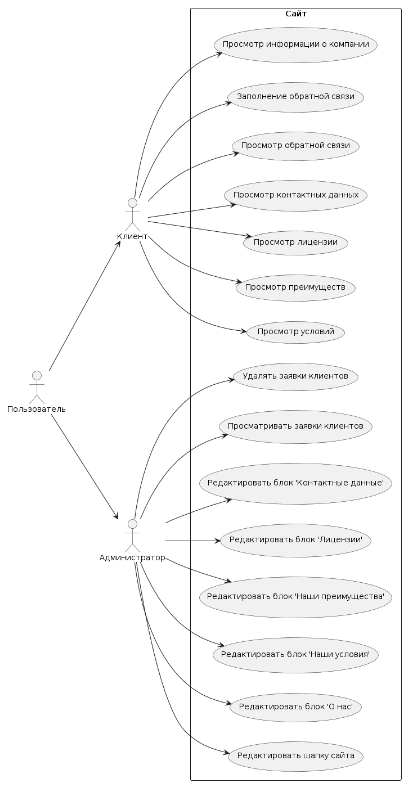 Сайт
Просмотр информации о компании
Заполнение обратной связи
Просмотр обратной связи
Просмотр контактных данных
Клиент
Просмотр лицензии
Просмотр преимуществ
Просмотр условий
Удалять заявки клиентов
Пользователь
Просматривать заявки клиентов
Редактировать блок 'Контактные данные'
Редактировать блок 'Лицензии'
Администратор
Редактировать блок 'Наши преимущества'
Редактировать блок 'Наши условия'
Редактировать блок 'О нас'
Редактировать шапку сайта